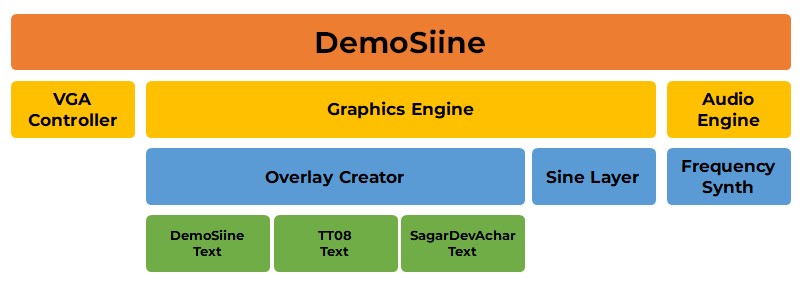 DemoSiine
VGA
Controller
Graphics Engine
Audio
Engine
Overlay Creator
Sine Layer
Frequency
Synth
DemoSiine
Text
TT08
Text
SagarDevAchar
Text